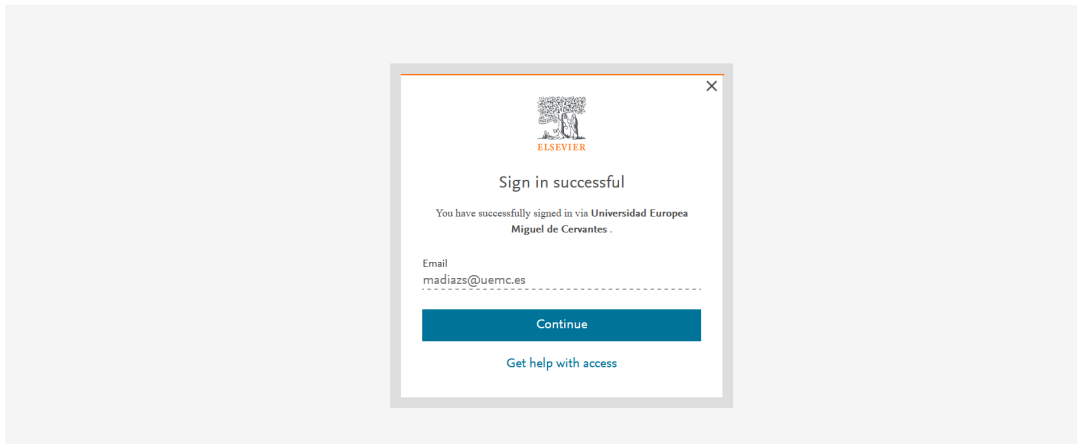 ELSEVIER
Sign in successful
You have successfully signed in via Universidad Europea
Miguel de Cervantes .
Email
madiazs@uemc.es
Continue
Get help with access